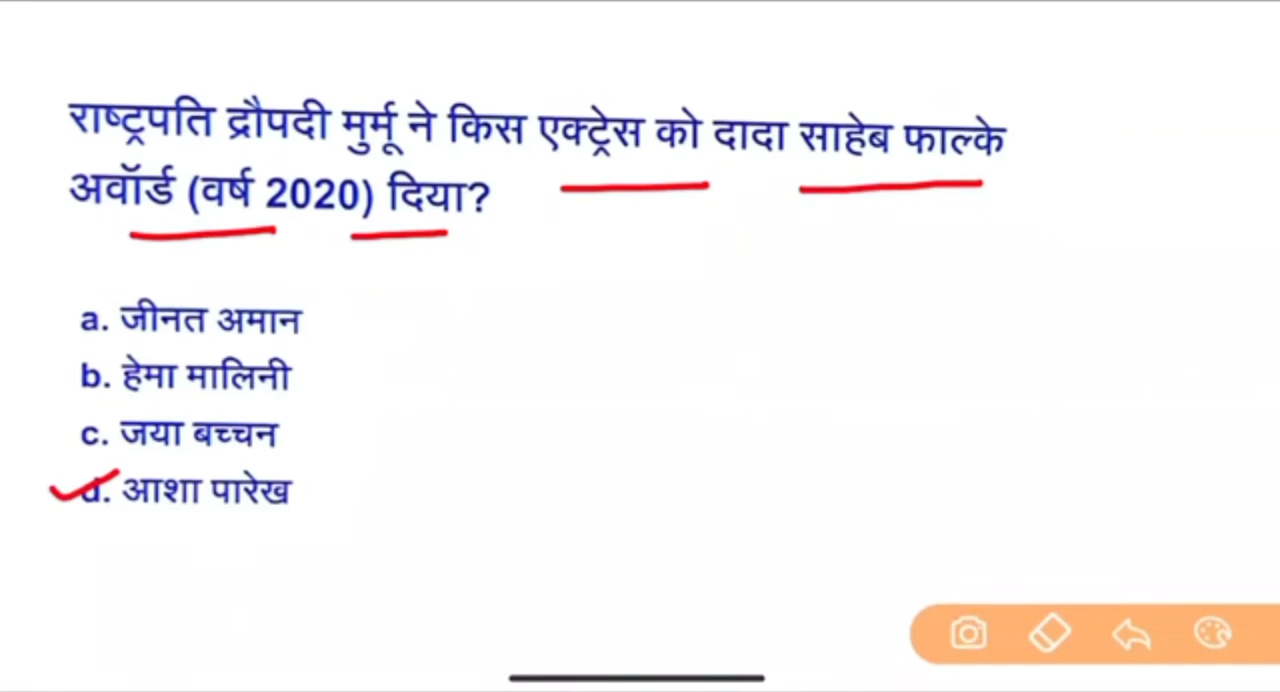 राष्ट्रपति द्रौपदी मुर्मू ने किस एक्ट्रेस को दादा साहेब फाल्के
अवॉर्ड (वर्ष 2020) दिया?
a. जीनत अमान
b. हेमा मालिनी
c. जया बच्चन
d. आशा पारेख